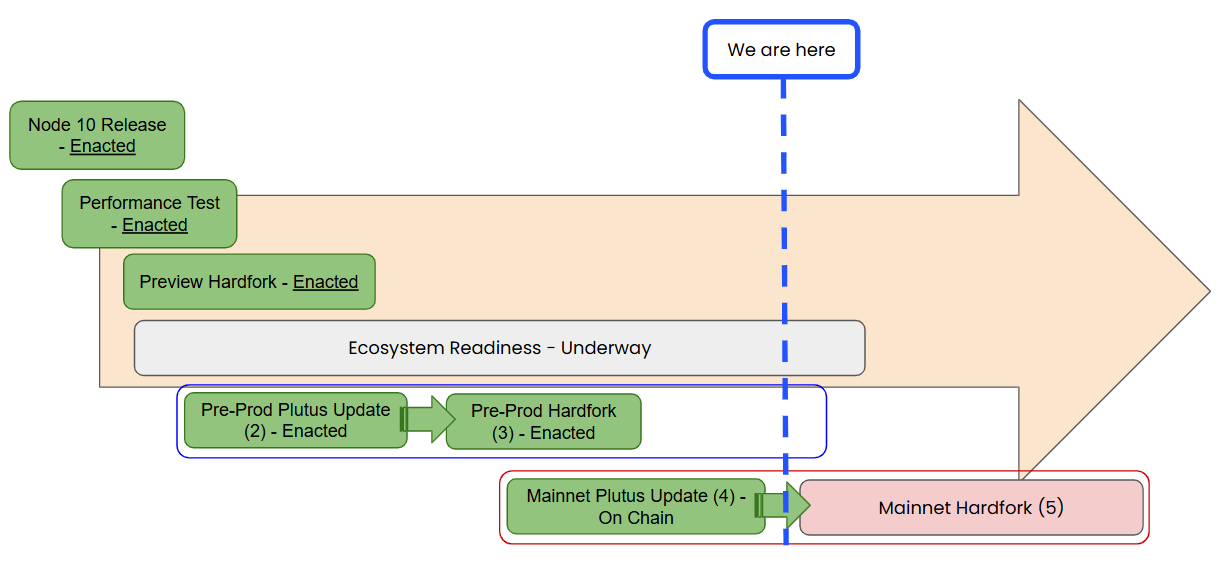 We are here
Node 10 Release
- Enacted
Performance Test
- Enacted
Preview Hardfork - Enacted
Ecosystem Readiness - Underway
Pre-Prod Plutus Update
(2) - Enacted
Pre-Prod Hardfork
(3) - Enacted
Mainnet Plutus Update (4) -
On Chain
Mainnet Hardfork (5)